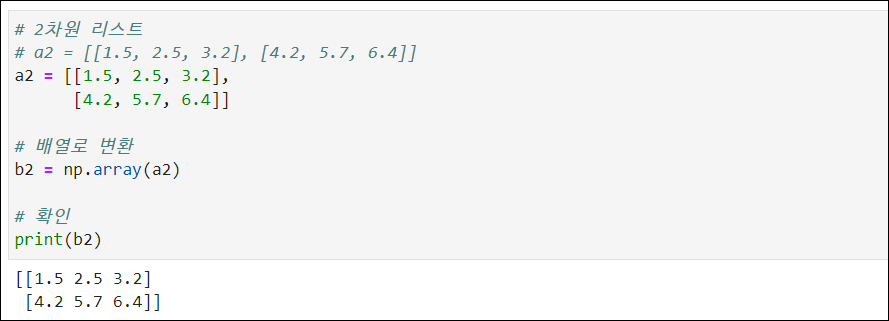 # 2차원 리스트
# a2 = [[1.5, 2.5, 3.2], [4.2, 5.7, 6.4]]
a2 = [[1.5, 2.5, 3.2],
      [4.2, 5.7, 6.4]]
# 배열로 변환
b2 = np.array(a2)
# 확인
print(b2)
[[1.5 2.5 3.2]
 [4.2 5.7 6.4]]